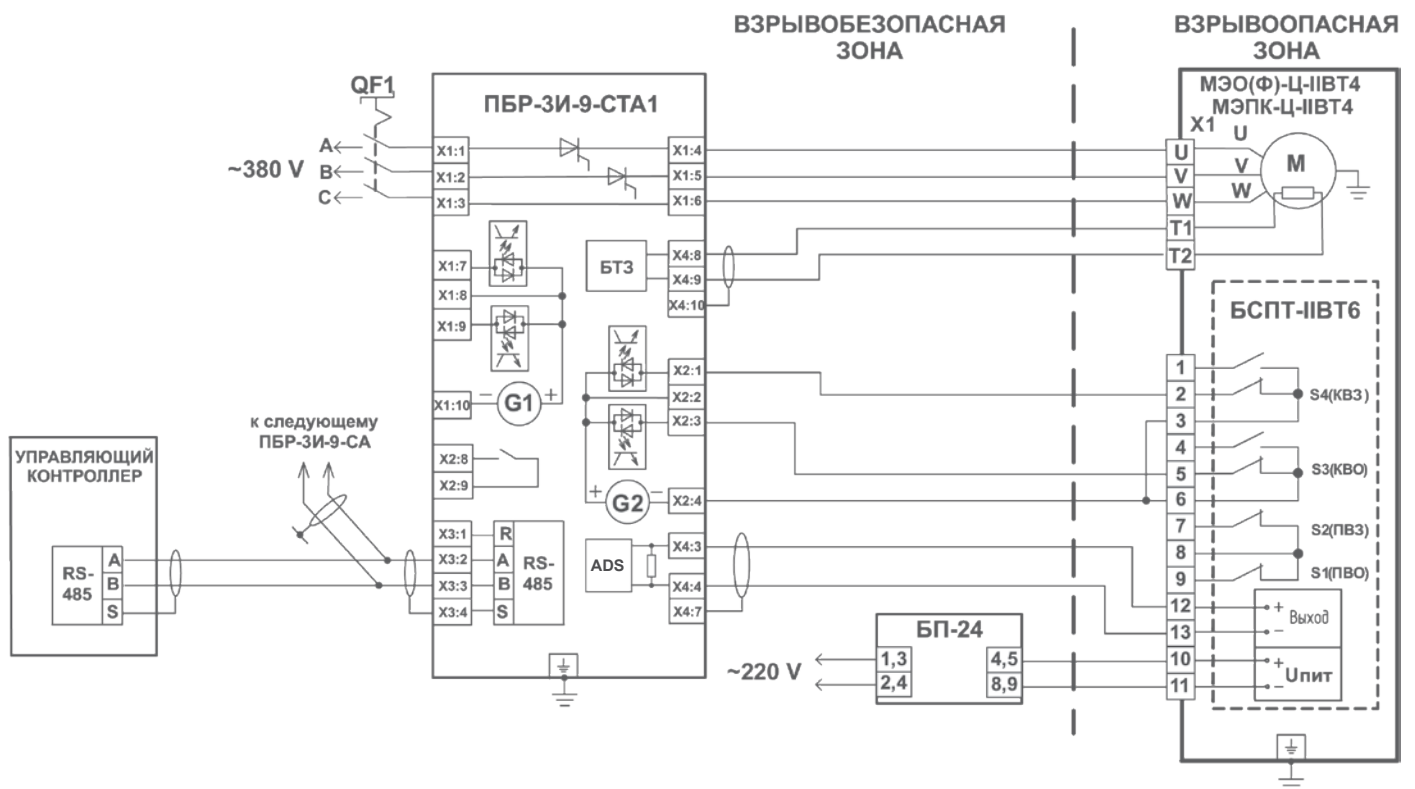 ВЗРЫВОБЕЗОПАСНАЯ
ЗОНА
ВЗРЫВООПАСНАЯ
ЗОНА
QF1
~380 V
A
B
C
ПБР-3И-9-СТА1
X1:1
X1:2
X1:3
X1:4
X1:5
X1:6
X1:7
X1:8
X1:9
X1:10
− G1 +
X2:8
X2:9
БТЗ
X4:8
X4:9
X4:10
X2:1
X2:2
X2:3
+ G2 −
X2:4
X3:1 R
X3:2 A
X3:3 B
X3:4 S
RS-
485
ADS
X4:3
X4:4
X4:7
к следующему
ПБР-3И-9-СА
УПРАВЛЯЮЩИЙ
КОНТРОЛЛЕР
RS-
485
A
B
S
~220 V
БП-24
1,3 4,5
2,4 8,9
МЭО(Ф)-Ц-IIВТ4
МЭПК-Ц-IIВТ4
X1
U U
V V
W W
M
T1
T2
БСПТ-IIВТ6
1
2 S4(КВЗ)
3
4
5 S3(КВО)
6
7 S2(ПВЗ)
8
9 S1(ПВО)
12 + Выход
13 −
10 + Uпит
11 −